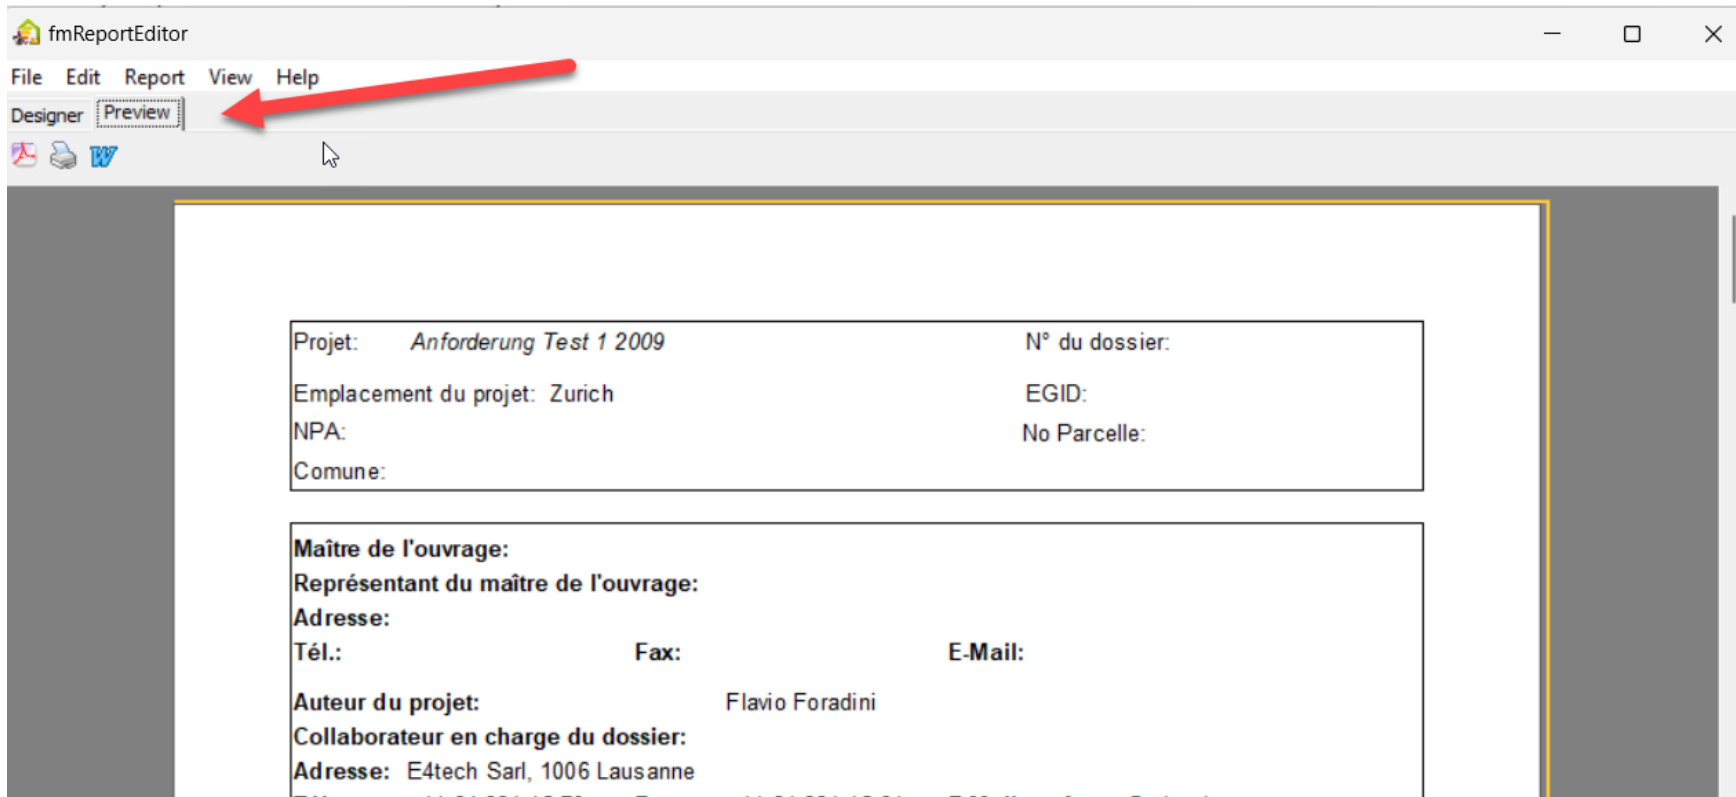 fmReportEditor
File Edit Report View Help
Designer Preview
W
Projet: Anforderung Test 1 2009 N° du dossier:
Emplacement du projet: Zurich EGID:
NPA: No Parcelle:
Comune:
Maître de l'ouvrage:
Représentant du maître de l'ouvrage:
Adresse:
Tél.: Fax: E-Mail:
Auteur du projet: Flavio Foradini
Collaborateur en charge du dossier:
Adresse: E4tech Sarl, 1006 Lausanne